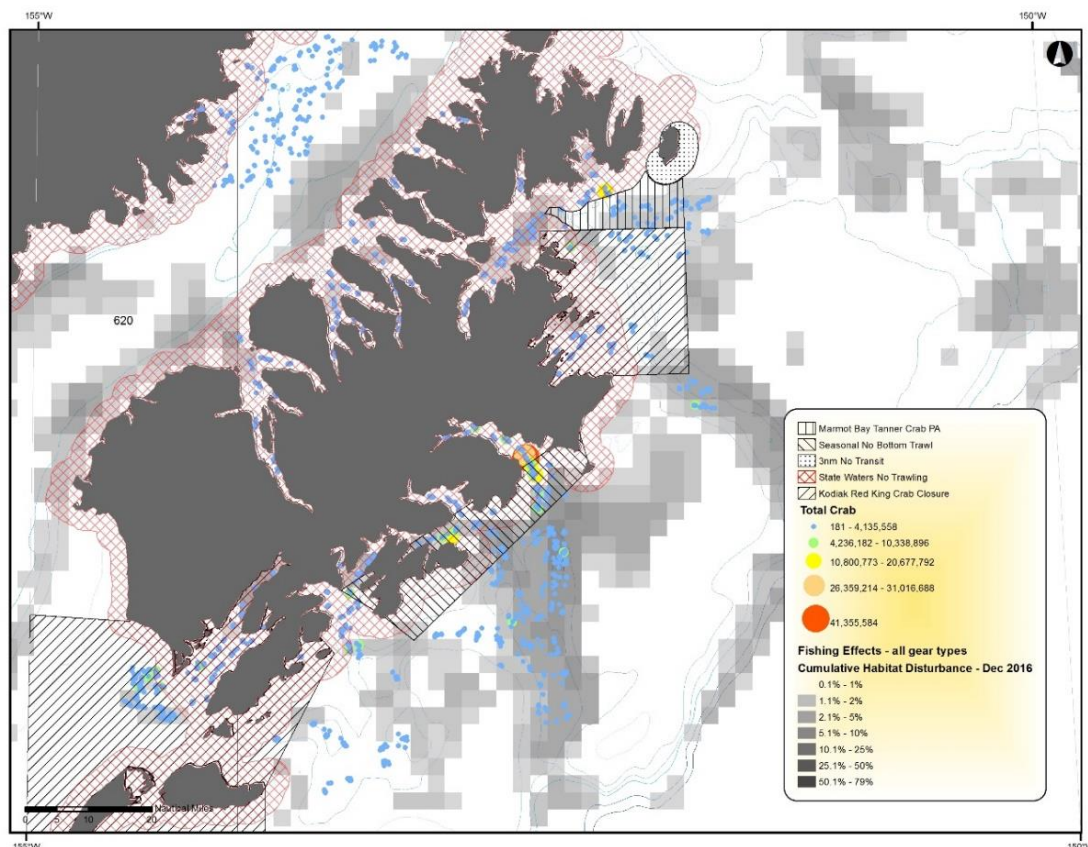 155°W
150°W
620
Marmot Bay Tanner Crab PA
Seasonal No Bottom Trawl
3nm No Transit
State Waters No Trawling
Kodiak Red King Crab Closure
Total Crab
181 - 4,135,558
4,236,182 - 10,338,896
10,800,773 - 20,677,792
26,359,214 - 31,016,688
41,355,584
Fishing Effects - all gear types
Cumulative Habitat Disturbance - Dec 2016
0.1% - 1%
1.1% - 2%
2.1% - 5%
5.1% - 10%
10.1% - 25%
25.1% - 50%
50.1% - 79%
Nautical Miles
0 5 10 20
155°W